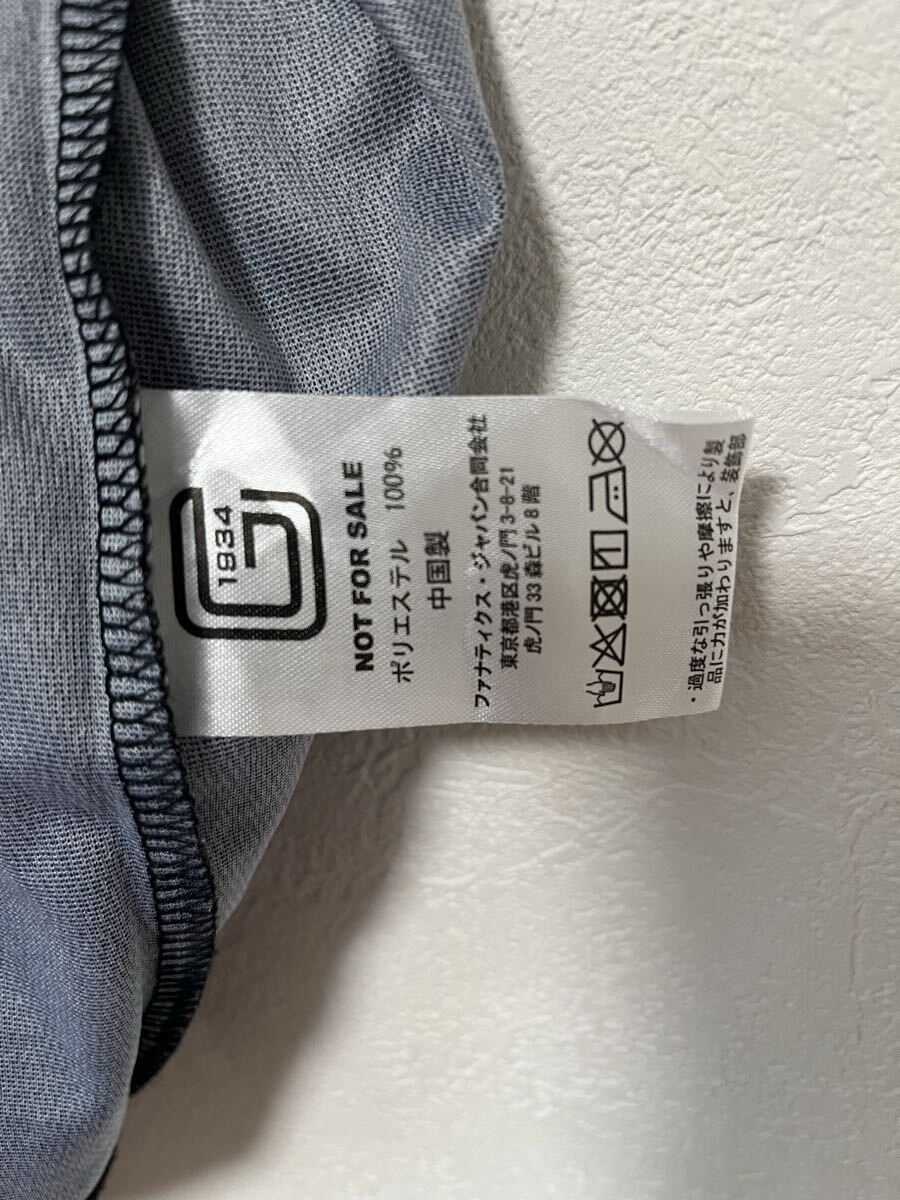 1934
NOT FOR SALE
ポリエステル 100%
中国製
ファナティクス・ジャパン合同会社
東京都港区虎ノ門 3-8-21
虎ノ門 33 森ビル 8 階
・過度な引っ張りや摩擦により製
品に力が加わりますと、装飾部